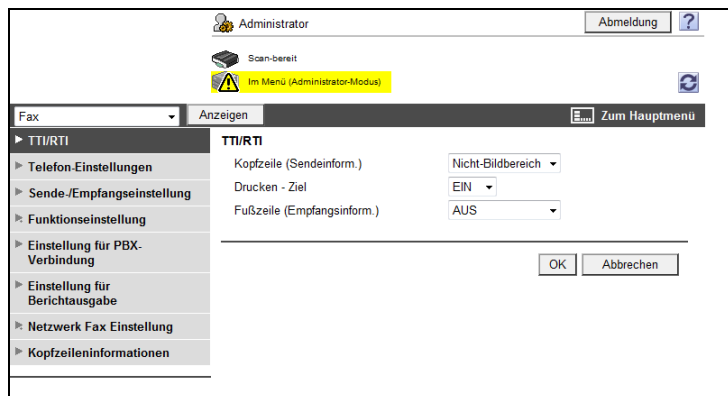 Administrator
Abmeldung
?
Scan-bereit
Im Menü (Administrator-Modus)
Fax
Anzeigen
Zum Hauptmenü
TTI/RTI
Telefon-Einstellungen
Sende-/Empfangseinstellung
Funktionseinstellung
Einstellung für PBX-
Verbindung
Einstellung für
Berichtausgabe
Netzwerk Fax Einstellung
Kopfzeileninformationen
TTI/RTI
Kopfzeile (Sendeinform.) Nicht-Bildbereich
Drucken - Ziel EIN
Fußzeile (Empfangsinform.) AUS
OK Abbrechen